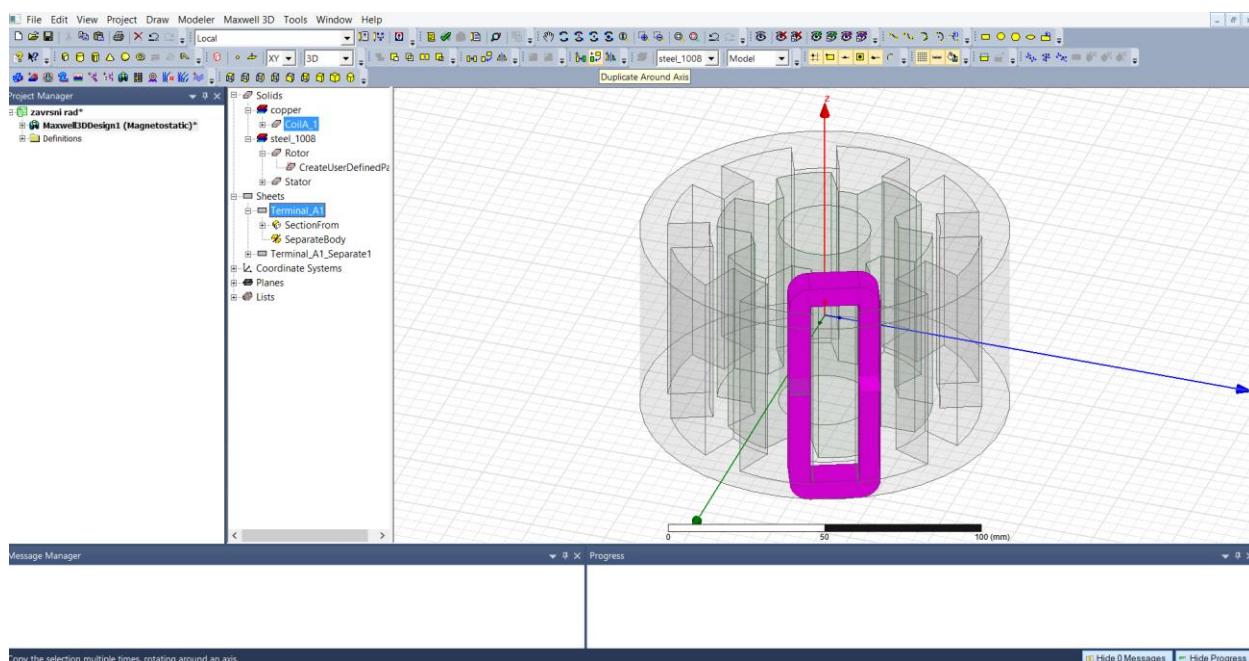 File Edit View Project Draw Modeler Maxwell 3D Tools Window Help
Local
XY 3D steel_1008 Model
Duplicate Around Axis
Project Manager
zavrsni rad*
Maxwell3DDesign1 (Magnetostatic)*
Definitions
Solids
copper
CoilA_1
steel_1008
Rotor
CreateUserDefinedPa
Stator
Sheets
Terminal_A1
SectionFrom
SeparateBody
Terminal_A1_Separate1
Coordinate Systems
Planes
Lists
z
0 50 100 (mm)
Message Manager
Progress
Copy the selection multiple times, rotating around an axis
Hide 0 Messages Hide Progress